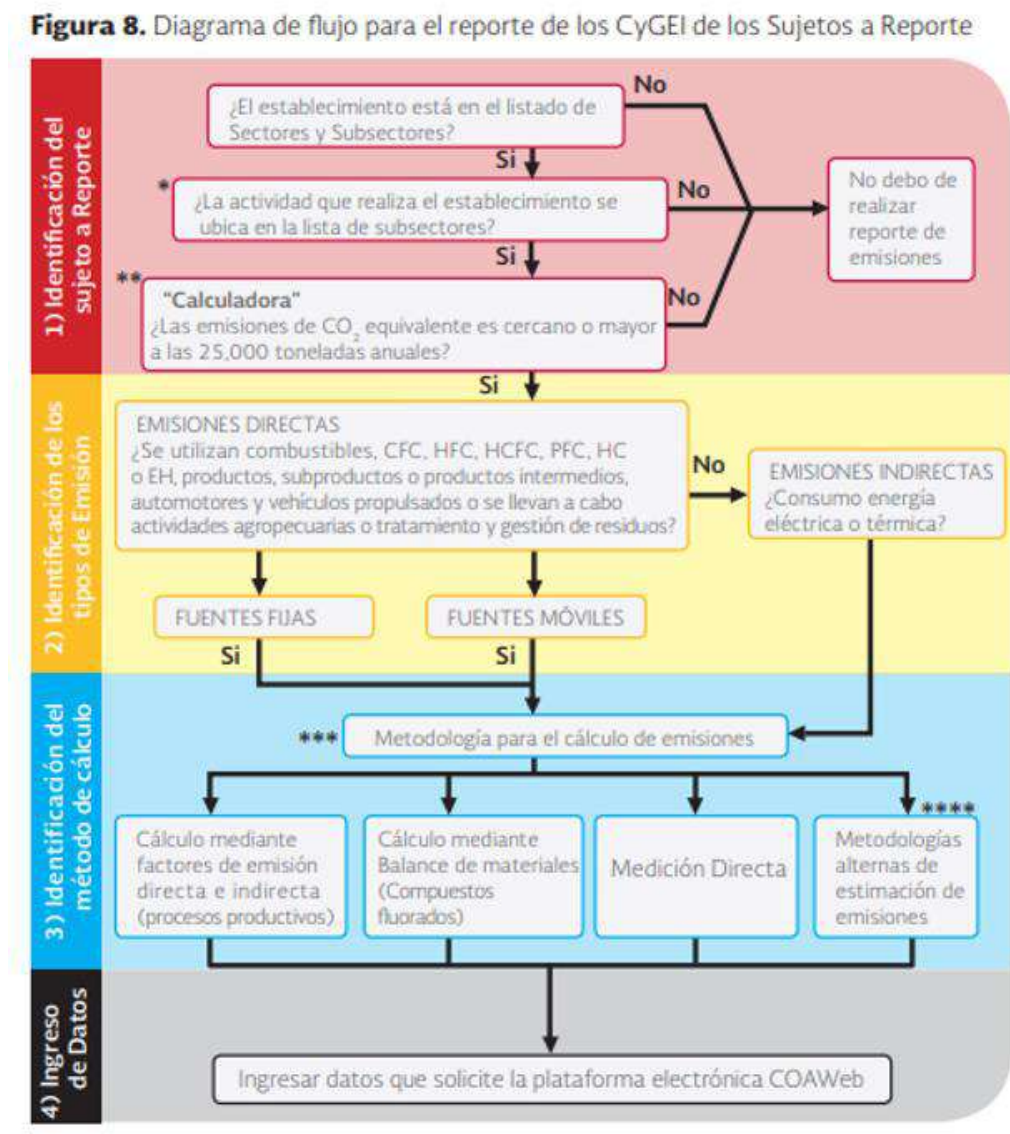 Figura 8. Diagrama de flujo para el reporte de los CyGEI de los Sujetos a Reporte
1) Identificación del
sujeto a Reporte
¿El establecimiento está en el listado de
Sectores y Subsectores?
No
Si
*
¿La actividad que realiza el establecimiento se
ubica en la lista de subsectores?
No
No debo de
realizar
reporte de
emisiones
Si
**
"Calculadora"
¿Las emisiones de CO₂ equivalente es cercano o mayor
a las 25,000 toneladas anuales?
No
Si
2) Identificación de los
tipos de Emisión
EMISIONES DIRECTAS
¿Se utilizan combustibles, CFC, HFC, HCFC, PFC, HC
o EH, productos, subproductos o productos intermedios,
automotores y vehículos propulsados o se llevan a cabo
actividades agropecuarias o tratamiento y gestión de residuos?
No
EMISIONES INDIRECTAS
¿Consumo energía
eléctrica o térmica?
FUENTES FIJAS
FUENTES MÓVILES
Si
Si
3) Identificación del
método de cálculo
***
Metodología para el cálculo de emisiones
Cálculo mediante
factores de emisión
directa e indirecta
(procesos productivos)
Cálculo mediante
Balance de materiales
(Compuestos
fluorados)
Medición Directa
****
Metodologías
alternas de
estimación de
emisiones
4) Ingreso
de Datos
Ingresar datos que solicite la plataforma electrónica COAWeb